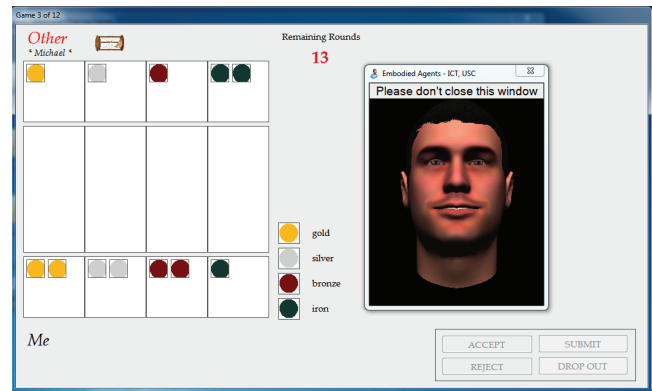 Game 3 of 12
Other
* Michael *
Remaining Rounds
13
Embodied Agents - ICT, USC
Please don't close this window
gold
silver
bronze
iron
Me
ACCEPT
SUBMIT
REJECT
DROP OUT